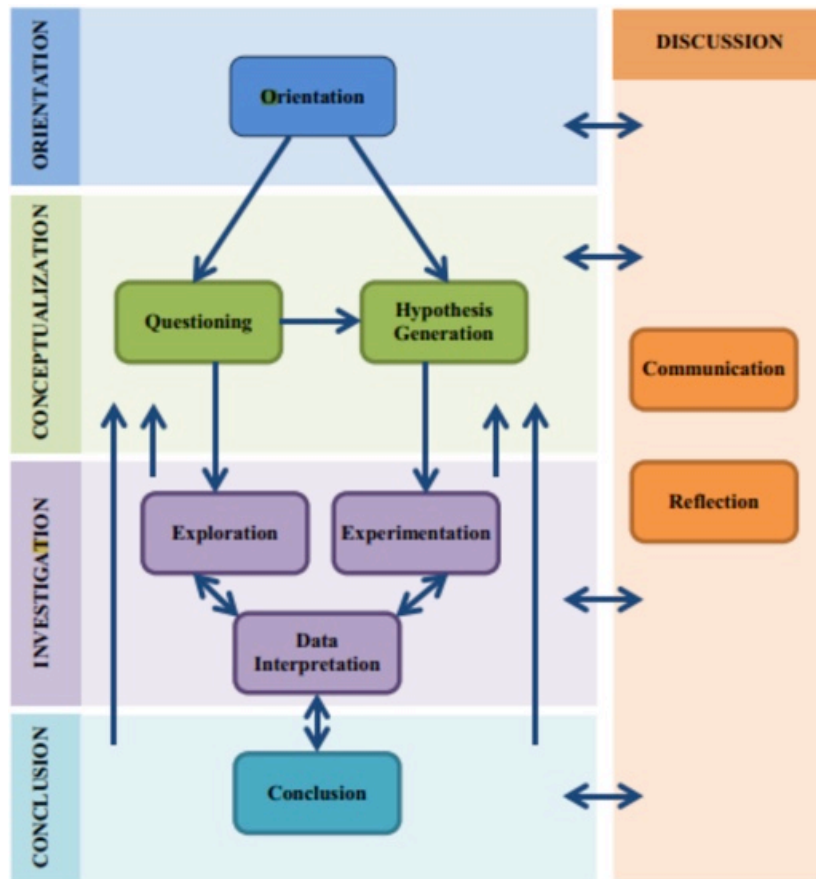 ORIENTATION
Orientation
CONCEPTUALIZATION
Questioning
Hypothesis
Generation
INVESTIGATION
Exploration
Experimentation
Data
Interpretation
CONCLUSION
Conclusion
DISCUSSION
Communication
Reflection